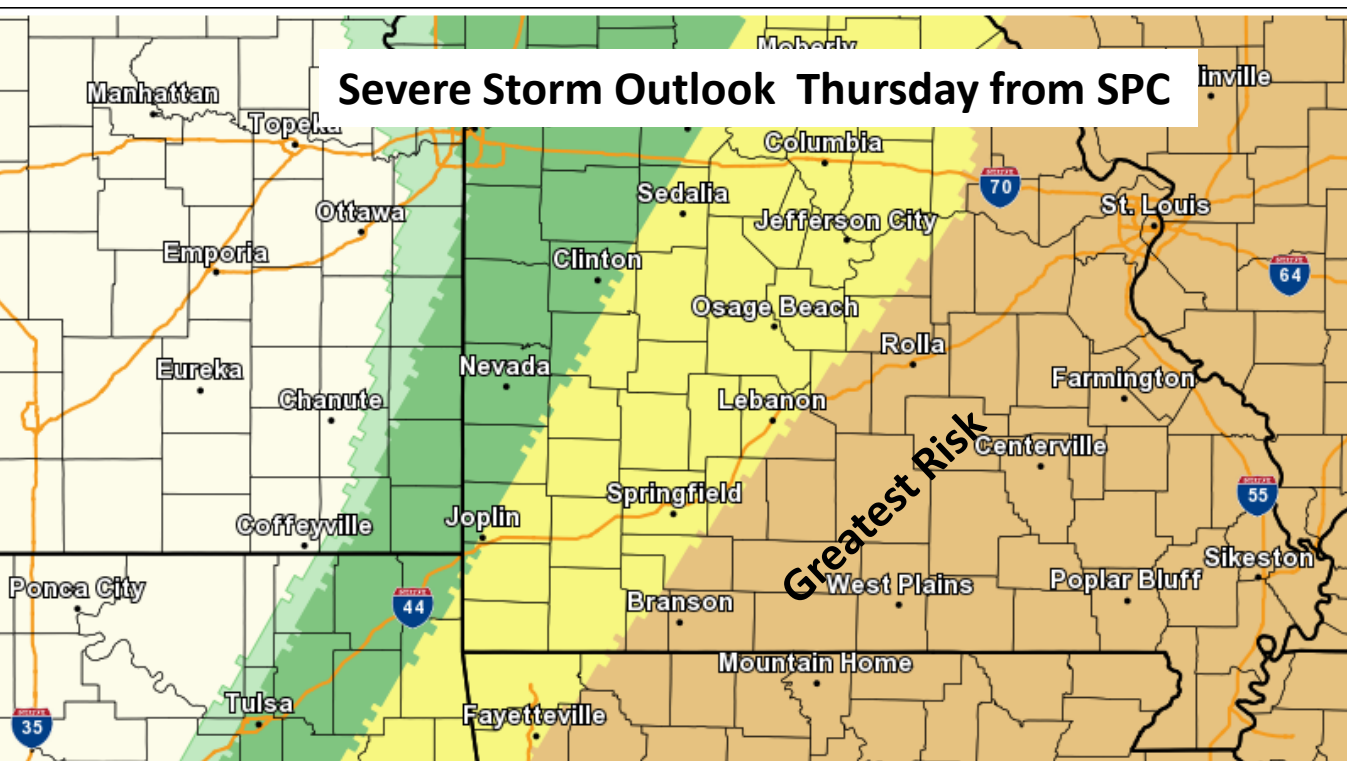 Moberly
Severe Storm Outlook Thursday from SPC
inville
Manhattan
Topeka
Columbia
70
Sedalia
St. Louis
Ottawa
Jefferson City
Emporia
Clinton
64
Osage Beach
Rolla
Nevada
Eureka
Farmington
Chanute
Lebanon
Greatest Risk
Centerville
Springfield
55
Joplin
Coffeyville
Sikeston
Ponca City
West Plains
Poplar Bluff
44
Branson
Mountain Home
Tulsa
Fayetteville
35